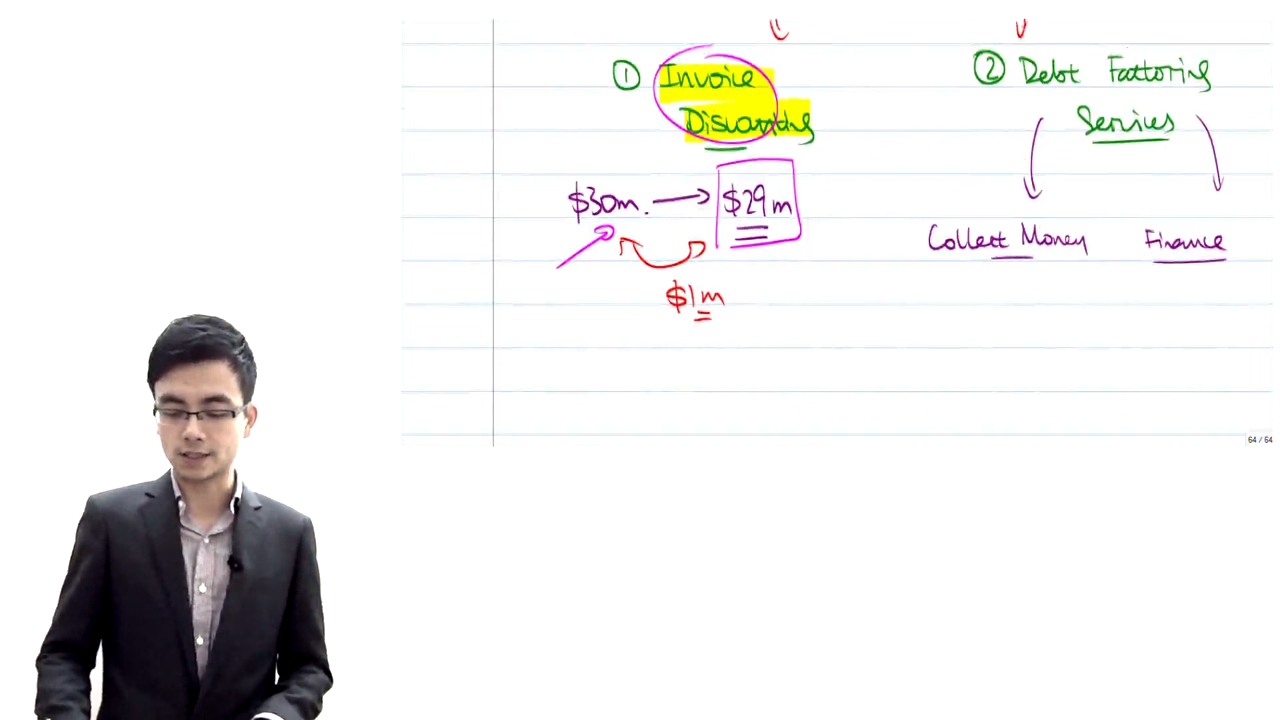 ① Invoice
Discounting
$30m. → $29m
$1m
② Debt Factoring
Services
Collect Money
Finance
64 / 64